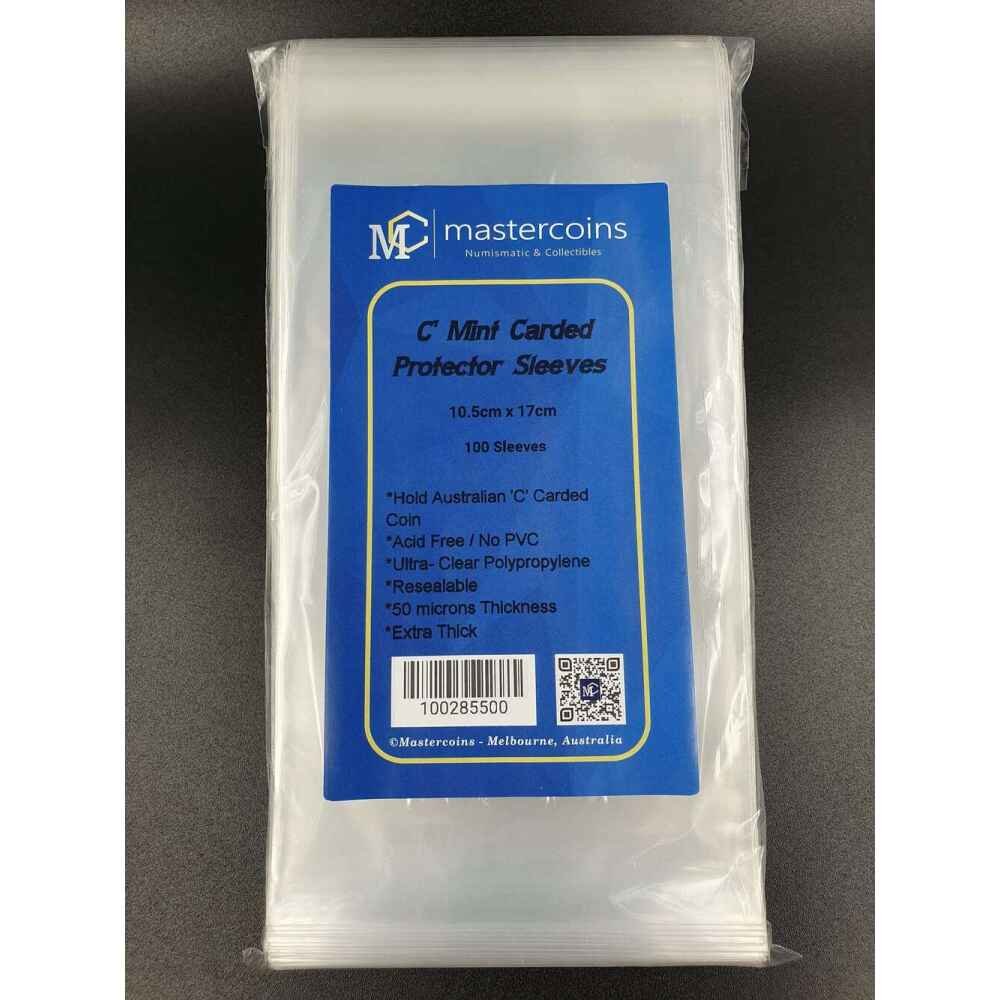 MC mastercoins
Numismatic & Collectibles
C' Mint Carded
Protector Sleeves
10.5cm x 17cm
100 Sleeves
*Hold Australian 'C' Carded
Coin
*Acid Free / No PVC
*Ultra- Clear Polypropylene
*Resealable
*50 microns Thickness
*Extra Thick
100285500
MC
©Mastercoins - Melbourne, Australia